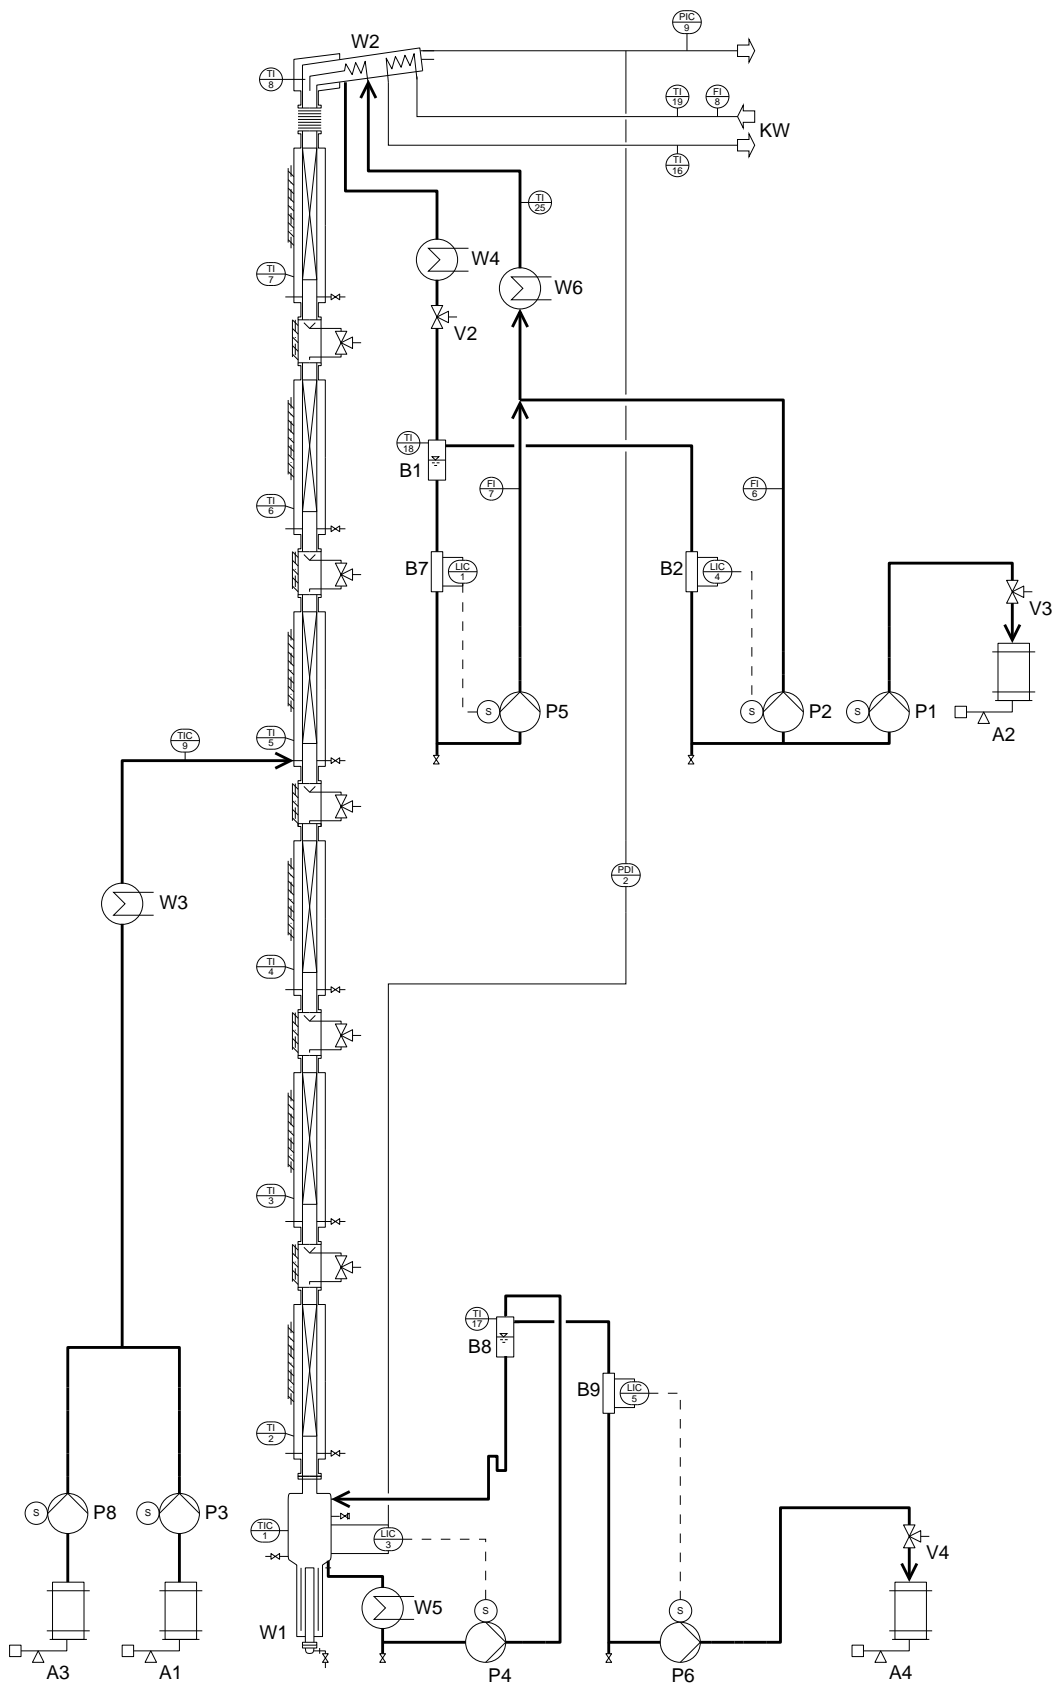 PIC
9
W2
TI
8
TI
19
FI
8
KW
TI
16
TI
25
W4
TI
7
W6
V2
TI
18
B1
TI
6
FI
7
FI
6
B7
LIC
1
B2
LIC
4
V3
S
P5
S
P2
S
P1
A2
TIC
9
TI
5
PDI
2
W3
TI
4
TI
3
TI
17
B8
B9
LIC
5
TI
2
S
P8
S
P3
TIC
1
LIC
3
V4
W5
S
S
W1
P4
P6
A3
A1
A4